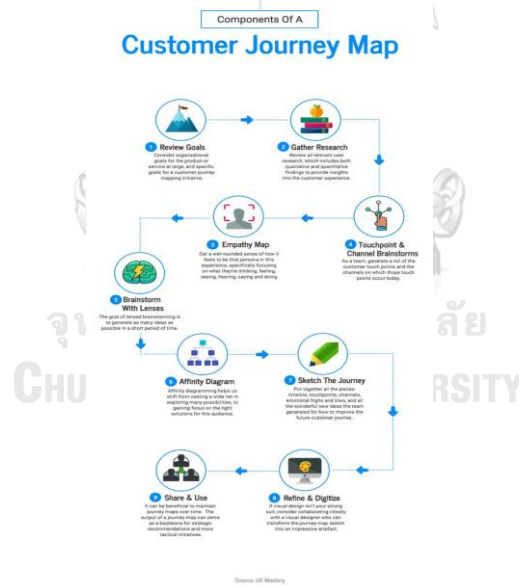 Components Of A
Customer Journey Map
1 Review Goals
Consider organizational
goals for the product or
service at large, and specific
goals for a customer journey
mapping initiative.
2 Gather Research
Review all relevant user
research, which includes both
qualitative and quantitative
findings to provide insights
into the customer experience.
4 Touchpoint &
Channel Brainstorms
As a team, generate a list of the
customer touch points and the
channels on which those touch
points occur today.
3 Empathy Map
Get a well-rounded sense of how it
feels to be that persona in this
experience, specifically focusing
on what they're thinking, feeling,
seeing, hearing, saying and doing.
5 Brainstorm
With Lenses
The goal of lensed brainstorming is
to generate as many ideas as
possible in a short period of time.
6 Affinity Diagram
Affinity diagramming helps us
shift from casting a wide net in
exploring many possibilities, to
gaining focus on the right
solutions for this audience.
7 Sketch The Journey
Put together all the pieces:
timeline, touchpoints, channels,
emotional highs and lows, and all
the wonderful new ideas the team
generated for how to improve the
future customer journey.
9 Share & Use
It can be beneficial to maintain
journey maps over time. The
output of a journey map can serve
as a backbone for strategic
recommendations and more
tactical initiatives.
8 Refine & Digitize
If visual design isn't your strong
suit, consider collaborating closely
with a visual designer who can
transform the journey map sketch
into an impressive artefact.
Source: UX Mastery
จุฬ ลัย
CHU RSITY